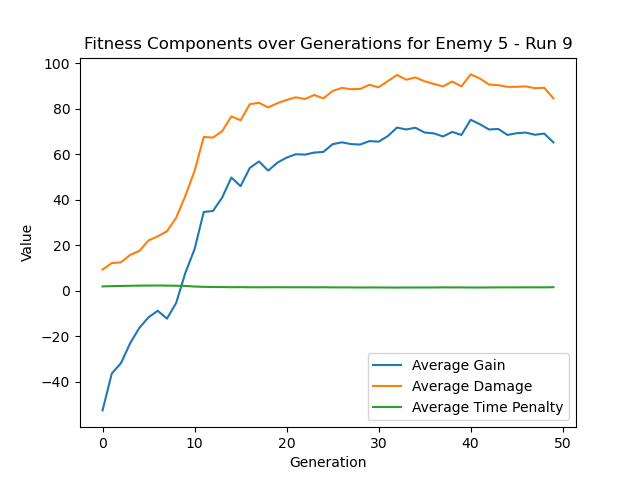 Fitness Components over Generations for Enemy 5 - Run 9
100
80
60
40
20
0
−20
−40
Value
0 10 20 30 40 50
Generation
Average Gain
Average Damage
Average Time Penalty